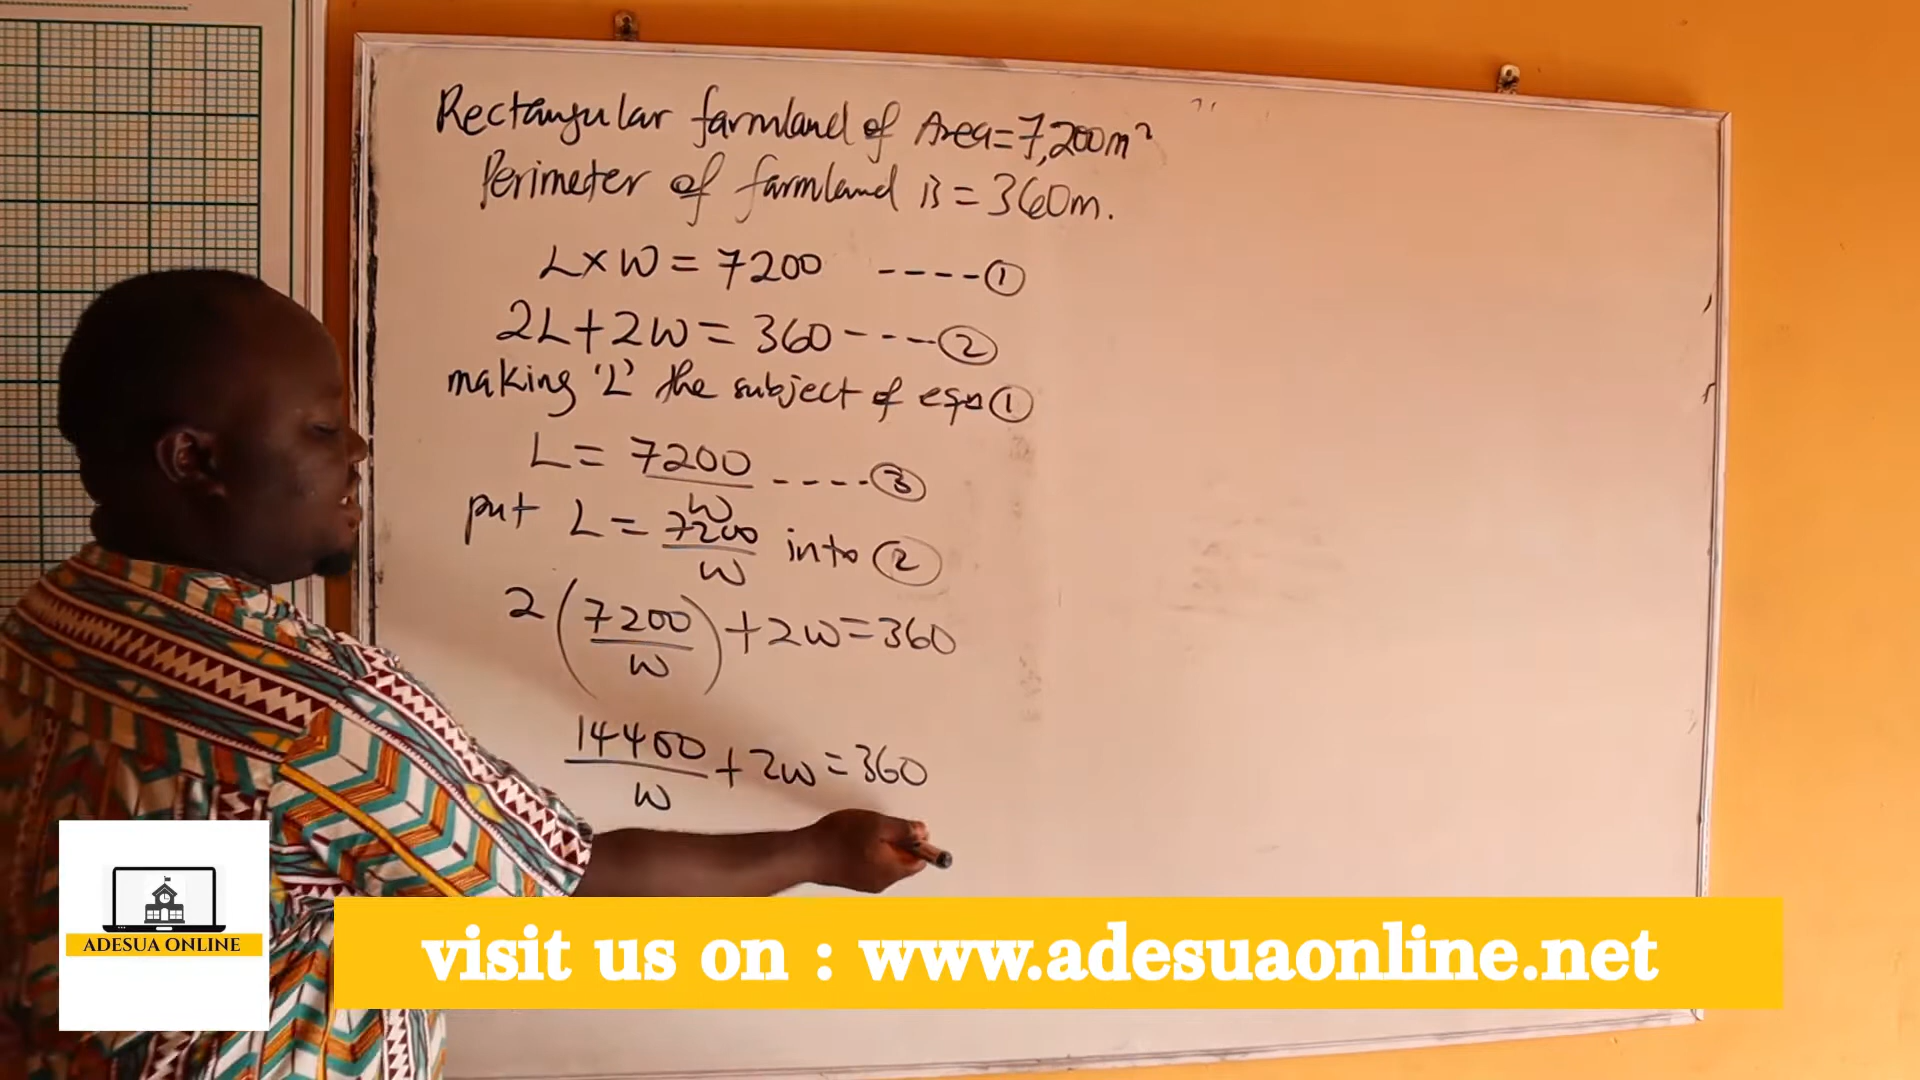 Rectangular farmland of Area = 7,200m²
Perimeter of farmland is = 360m.
L x W = 7200 ---- ①
2L + 2W = 360 ---- ②
making 'L' the subject of eqn ①
L = 7200/W ---- ③
put L = 7200/W into ②
2(7200/W) + 2W = 360
14400/W + 2W = 360
ADESUA ONLINE
visit us on : www.adesuaonline.net